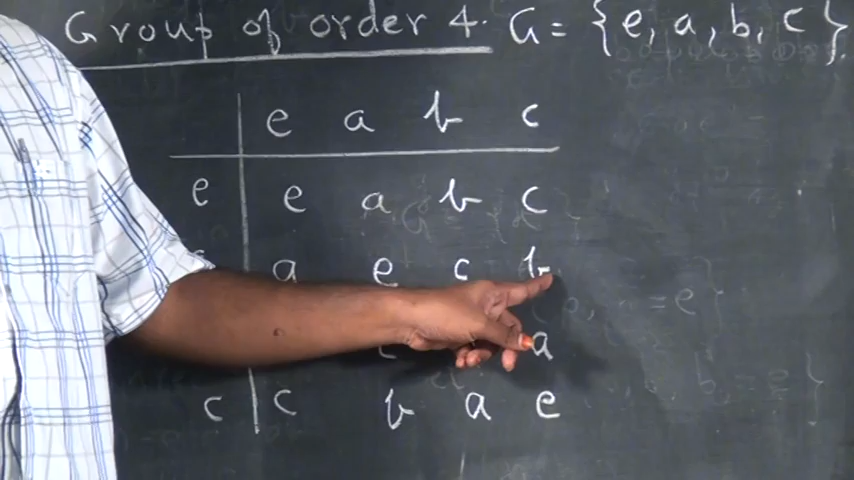 Group of order 4. G = {e, a, b, c}.
e a b c
e e a b c
a e c b
c a
c c b a e